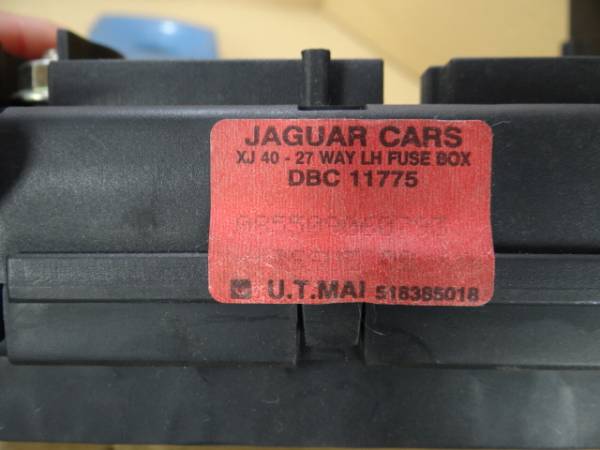 JAGUAR CARS
XJ 40 - 27 WAY LH FUSE BOX
DBC 11775
U.T.MAI 518385018